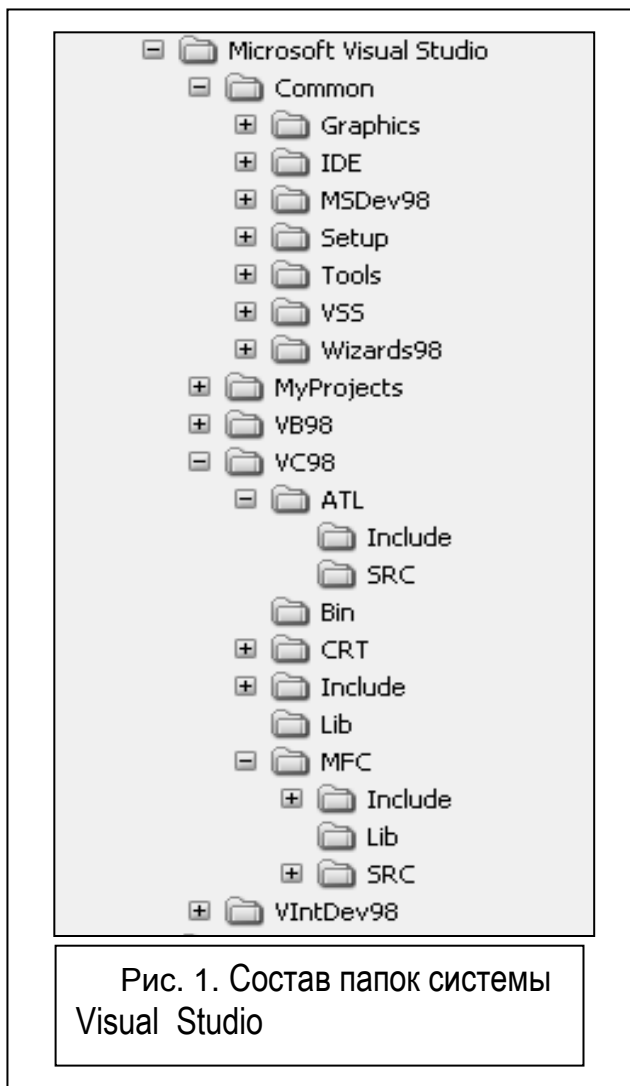 Microsoft Visual Studio
Common
Graphics
IDE
MSDev98
Setup
Tools
VSS
Wizards98
MyProjects
VB98
VC98
ATL
Include
SRC
Bin
CRT
Include
Lib
MFC
Include
Lib
SRC
VIntDev98
Рис. 1. Состав папок системы
Visual Studio